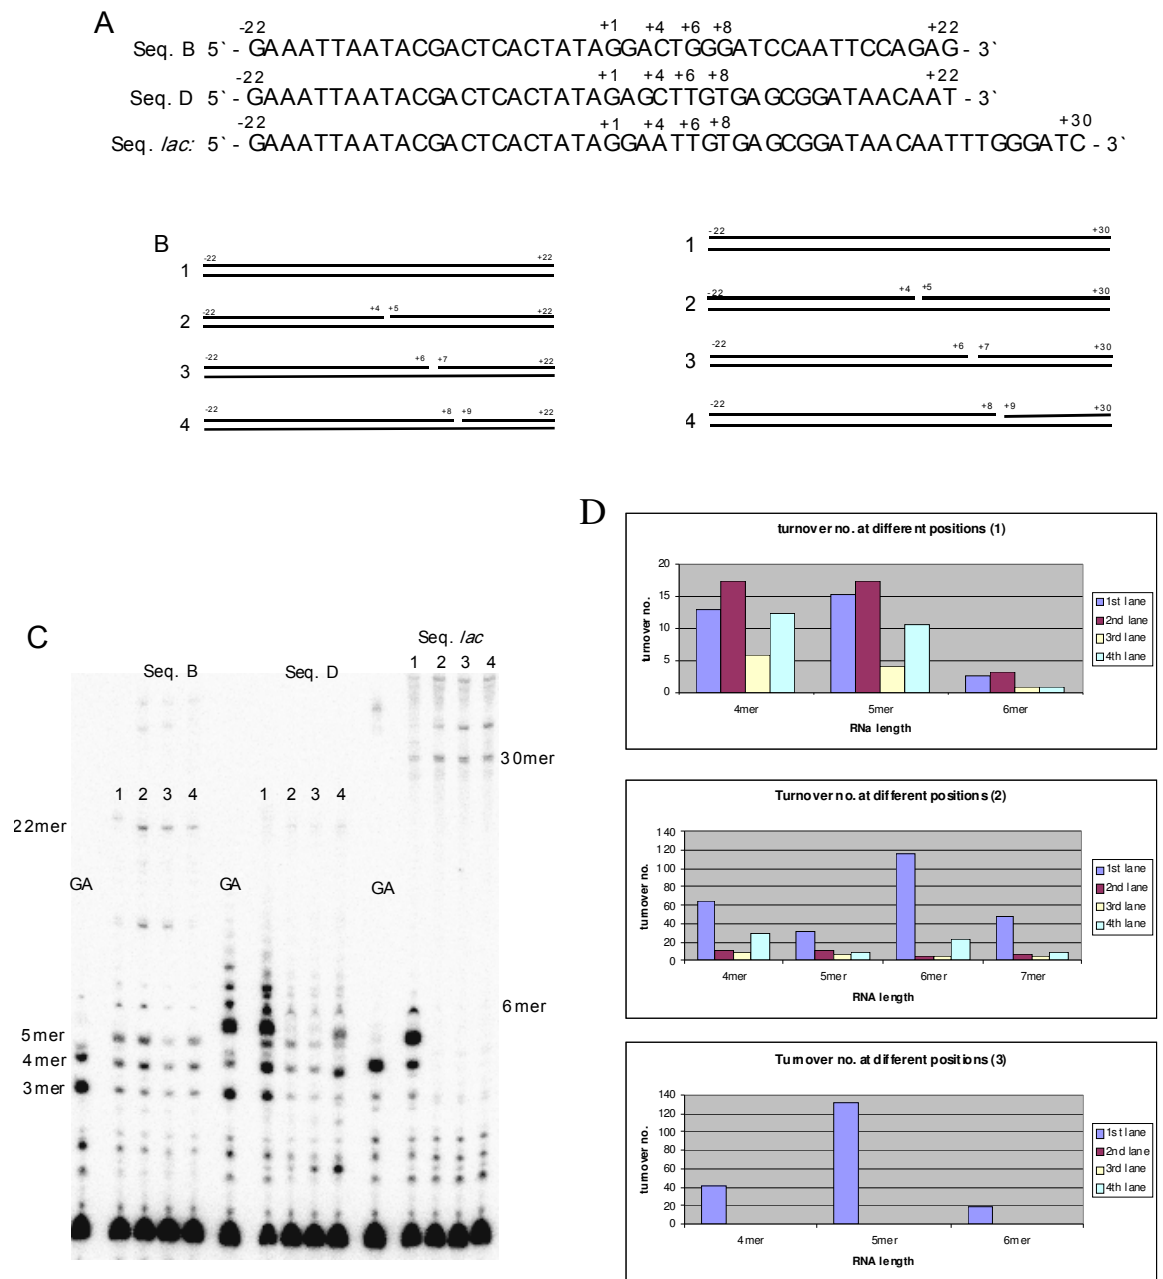 A
-22 +1 +4 +6 +8 +22
Seq. B 5` - GAAATTAATACGACTCACTATAGGACTGGGATCCAATTCCAGAG - 3`
-22 +1 +4 +6 +8 +22
Seq. D 5` - GAAATTAATACGACTCACTATAGAGCTTGTGAGCGGATAACAAT - 3`
-22 +1 +4 +6 +8 +30
Seq. lac: 5` - GAAATTAATACGACTCACTATAGGAATTGTGAGCGGATAACAATTTGGGATC - 3`
B
1 -22 +22
2 -22 +4 +5 +22
3 -22 +6 +7 +22
4 -22 +8 +9 +22
1 -22 +30
2 -22 +4 +5 +30
3 -22 +6 +7 +30
4 -22 +8 +9 +30
C
Seq. B
Seq. D
Seq. lac
1 2 3 4
1 2 3 4
1 2 3 4
GA
GA
GA
22mer
5mer
4mer
3mer
30mer
6mer
D
turnover no. at different positions (1)
turnover no.
20
15
10
5
0
4mer 5mer 6mer
RNa length
1st lane
2nd lane
3rd lane
4th lane
Turnover no. at different positions (2)
turnover no.
140
120
100
80
60
40
20
0
4mer 5mer 6mer 7mer
RNA length
1st lane
2nd lane
3rd lane
4th lane
Turnover no. at different positions (3)
turnover no.
140
120
100
80
60
40
20
0
4mer 5mer 6mer
RNA length
1st lane
2nd lane
3rd lane
4th lane